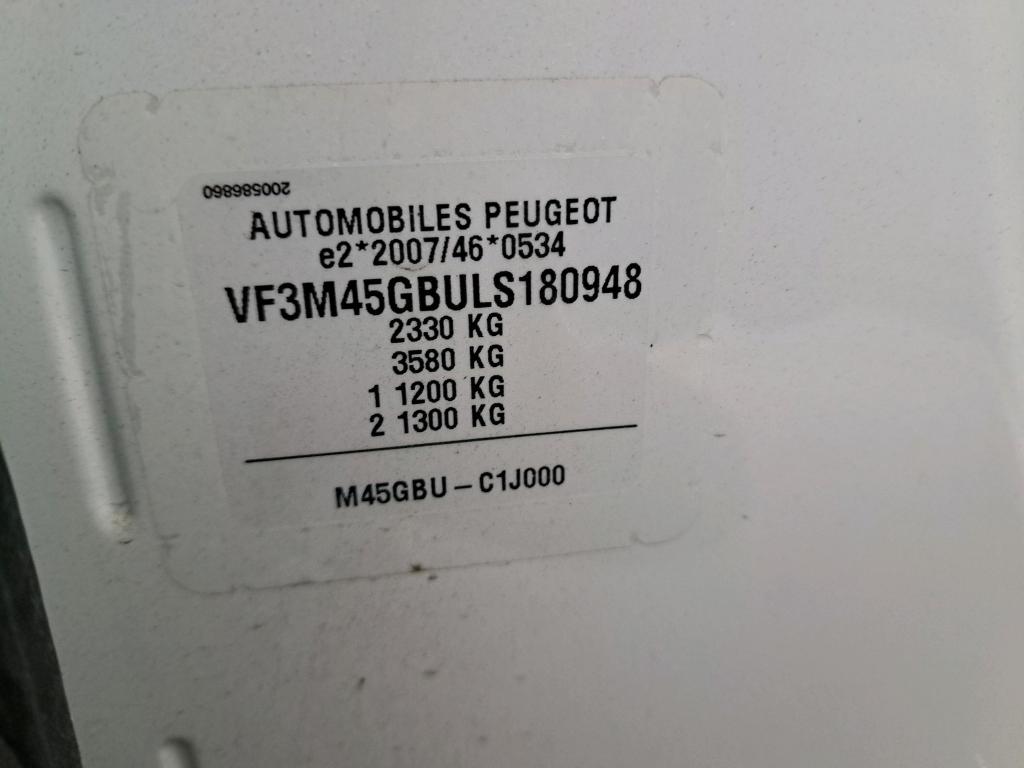 200586860
AUTOMOBILES PEUGEOT
e2*2007/46*0534
VF3M45GBULS180948
2330 KG
3580 KG
1 1200 KG
2 1300 KG
M45GBU – C1J000